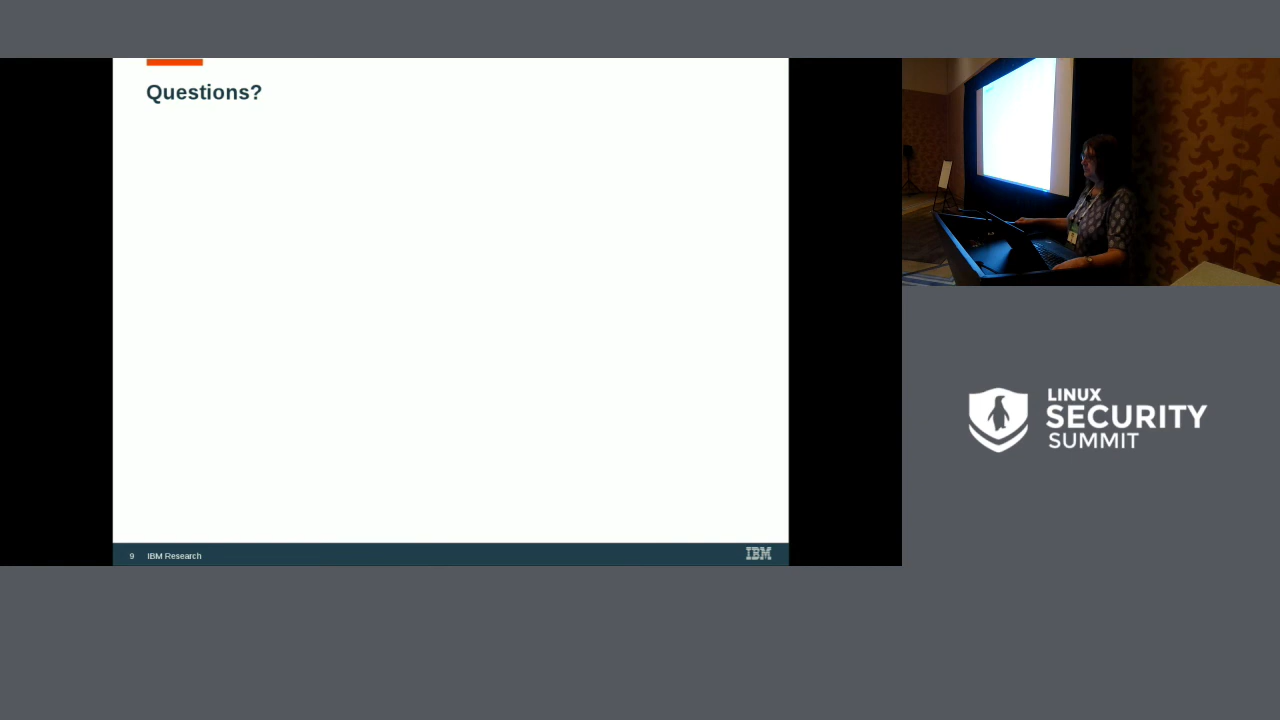 Questions?
9 IBM Research
IBM
LINUX
SECURITY
SUMMIT